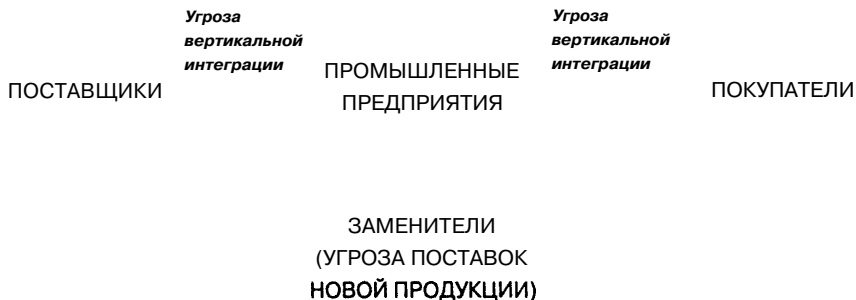 Угроза
вертикальной
интеграции
Угроза
вертикальной
интеграции
ПОСТАВЩИКИ
ПРОМЫШЛЕННЫЕ
ПРЕДПРИЯТИЯ
ПОКУПАТЕЛИ
ЗАМЕНИТЕЛИ
(УГРОЗА ПОСТАВОК
НОВОЙ ПРОДУКЦИИ)